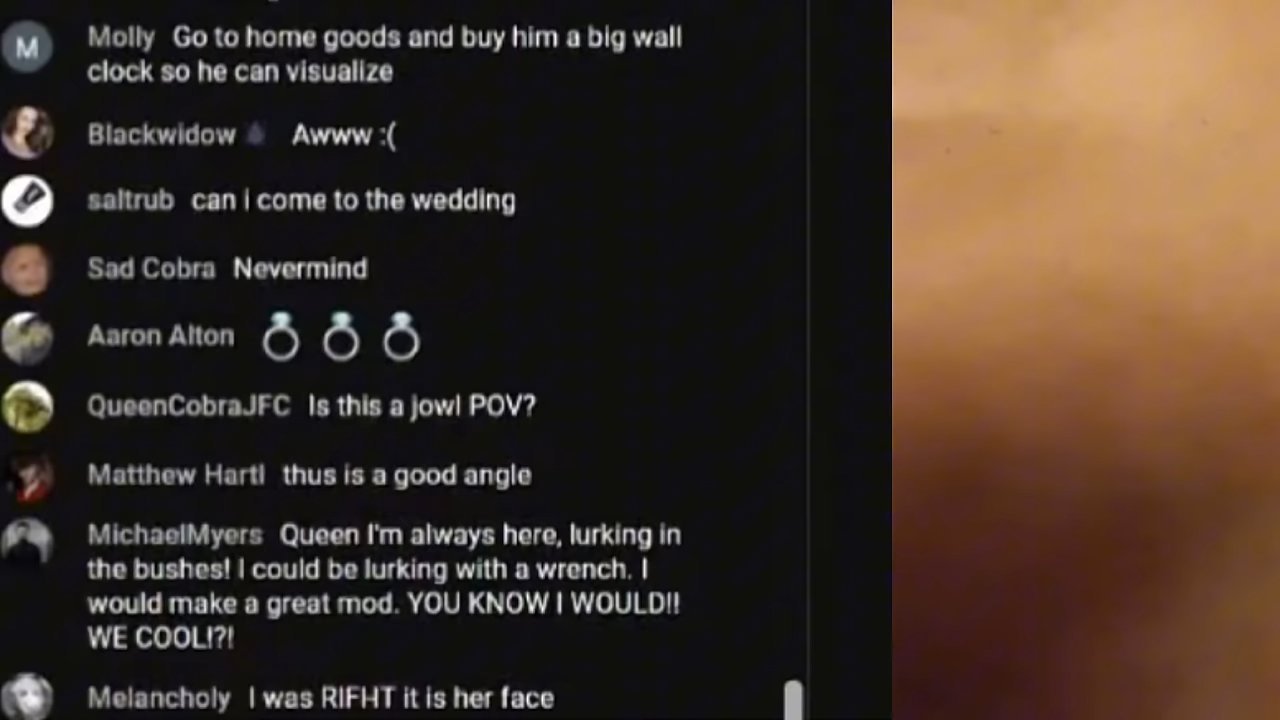 M Molly Go to home goods and buy him a big wall
clock so he can visualize
Blackwidow Awww :(
saltrub can i come to the wedding
Sad Cobra Nevermind
Aaron Alton 💍 💍 💍
QueenCobraJFC Is this a jowl POV?
Matthew Hartl thus is a good angle
MichaelMyers Queen I'm always here, lurking in
the bushes! I could be lurking with a wrench. I
would make a great mod. YOU KNOW I WOULD!!
WE COOL!?!
Melancholy I was RIFHT it is her face